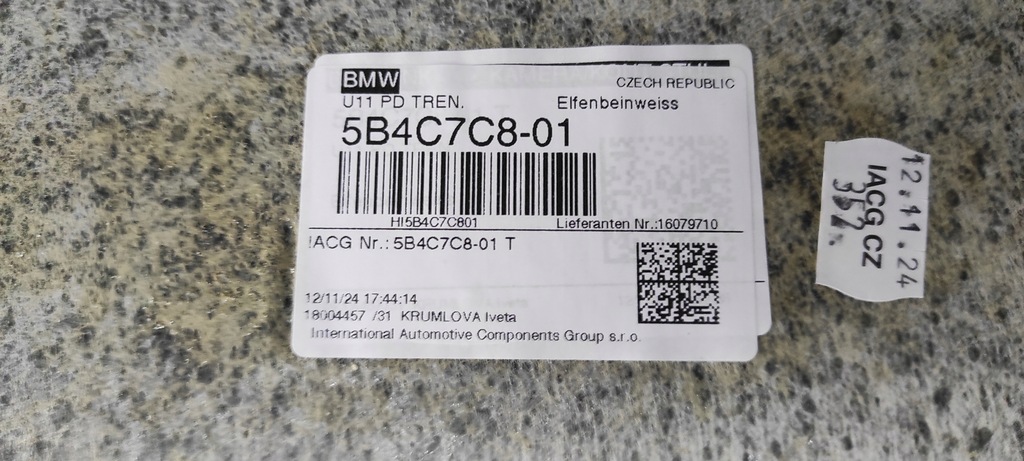 BMW
CZECH REPUBLIC
U11 PD TREN.
Elfenbeinweiss
5B4C7C8-01
HI5B4C7C801
Lieferanten Nr.:16079710
IACG Nr.: 5B4C7C8-01 T
12/11/24 17:44:14
18004457 /31 KRUMLOVA Iveta
International Automotive Components Group s.r.o.
12.11.24
IACG CZ
357.